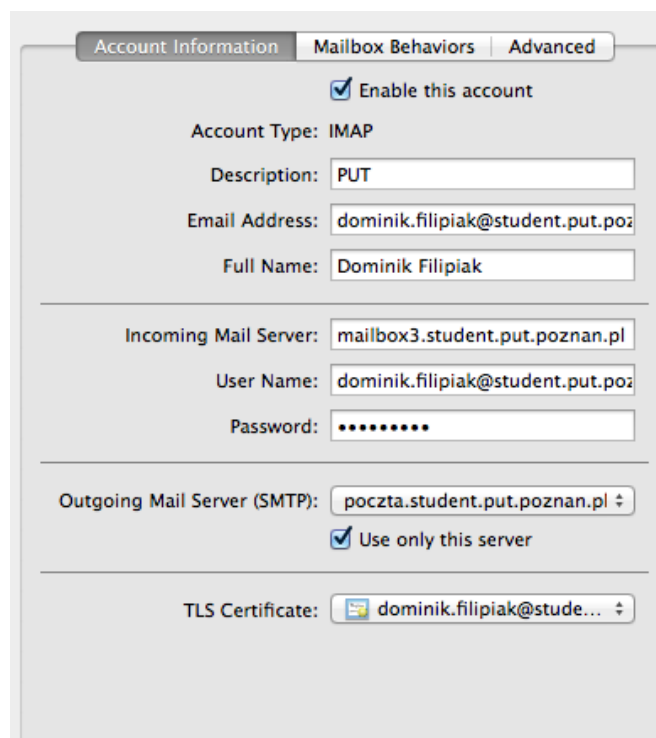 Account Information Mailbox Behaviors Advanced
Enable this account
Account Type: IMAP
Description: PUT
Email Address: dominik.filipiak@student.put.poz
Full Name: Dominik Filipiak
Incoming Mail Server: mailbox3.student.put.poznan.pl
User Name: dominik.filipiak@student.put.poz
Password: •••••••••
Outgoing Mail Server (SMTP): poczta.student.put.poznan.pl
Use only this server
TLS Certificate: dominik.filipiak@stude...